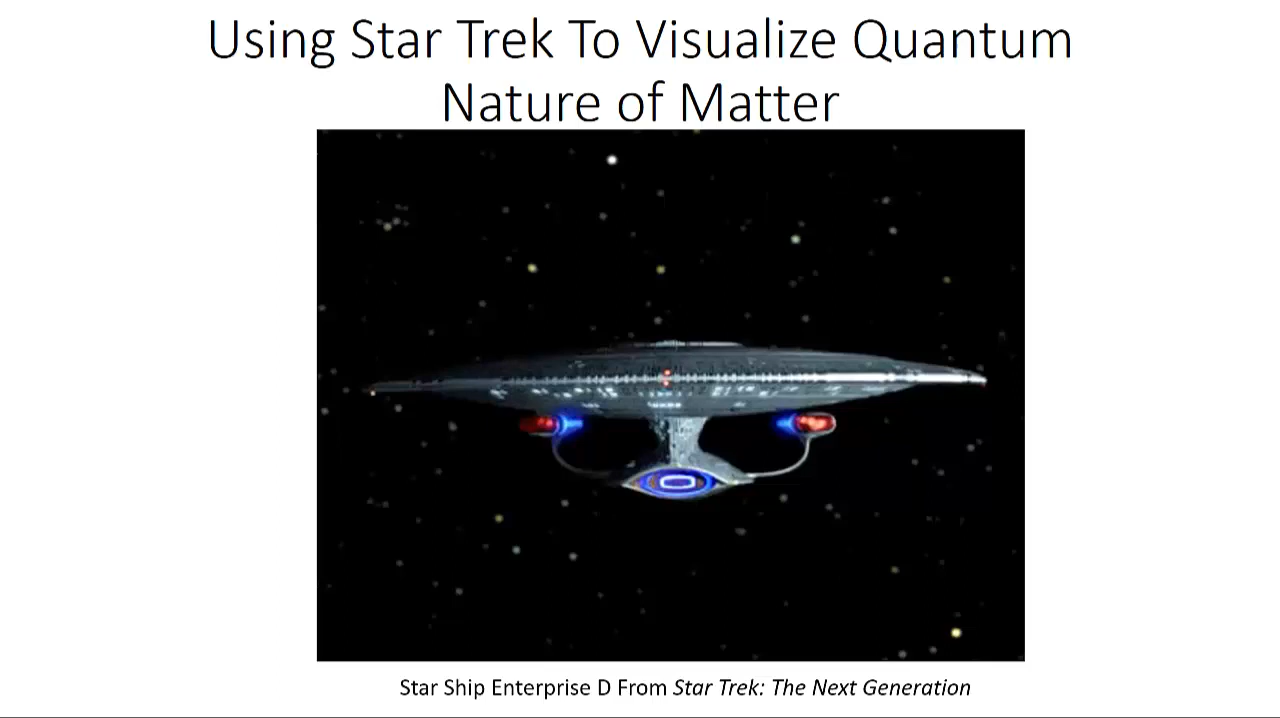 Using Star Trek To Visualize Quantum
Nature of Matter
Star Ship Enterprise D From Star Trek: The Next Generation